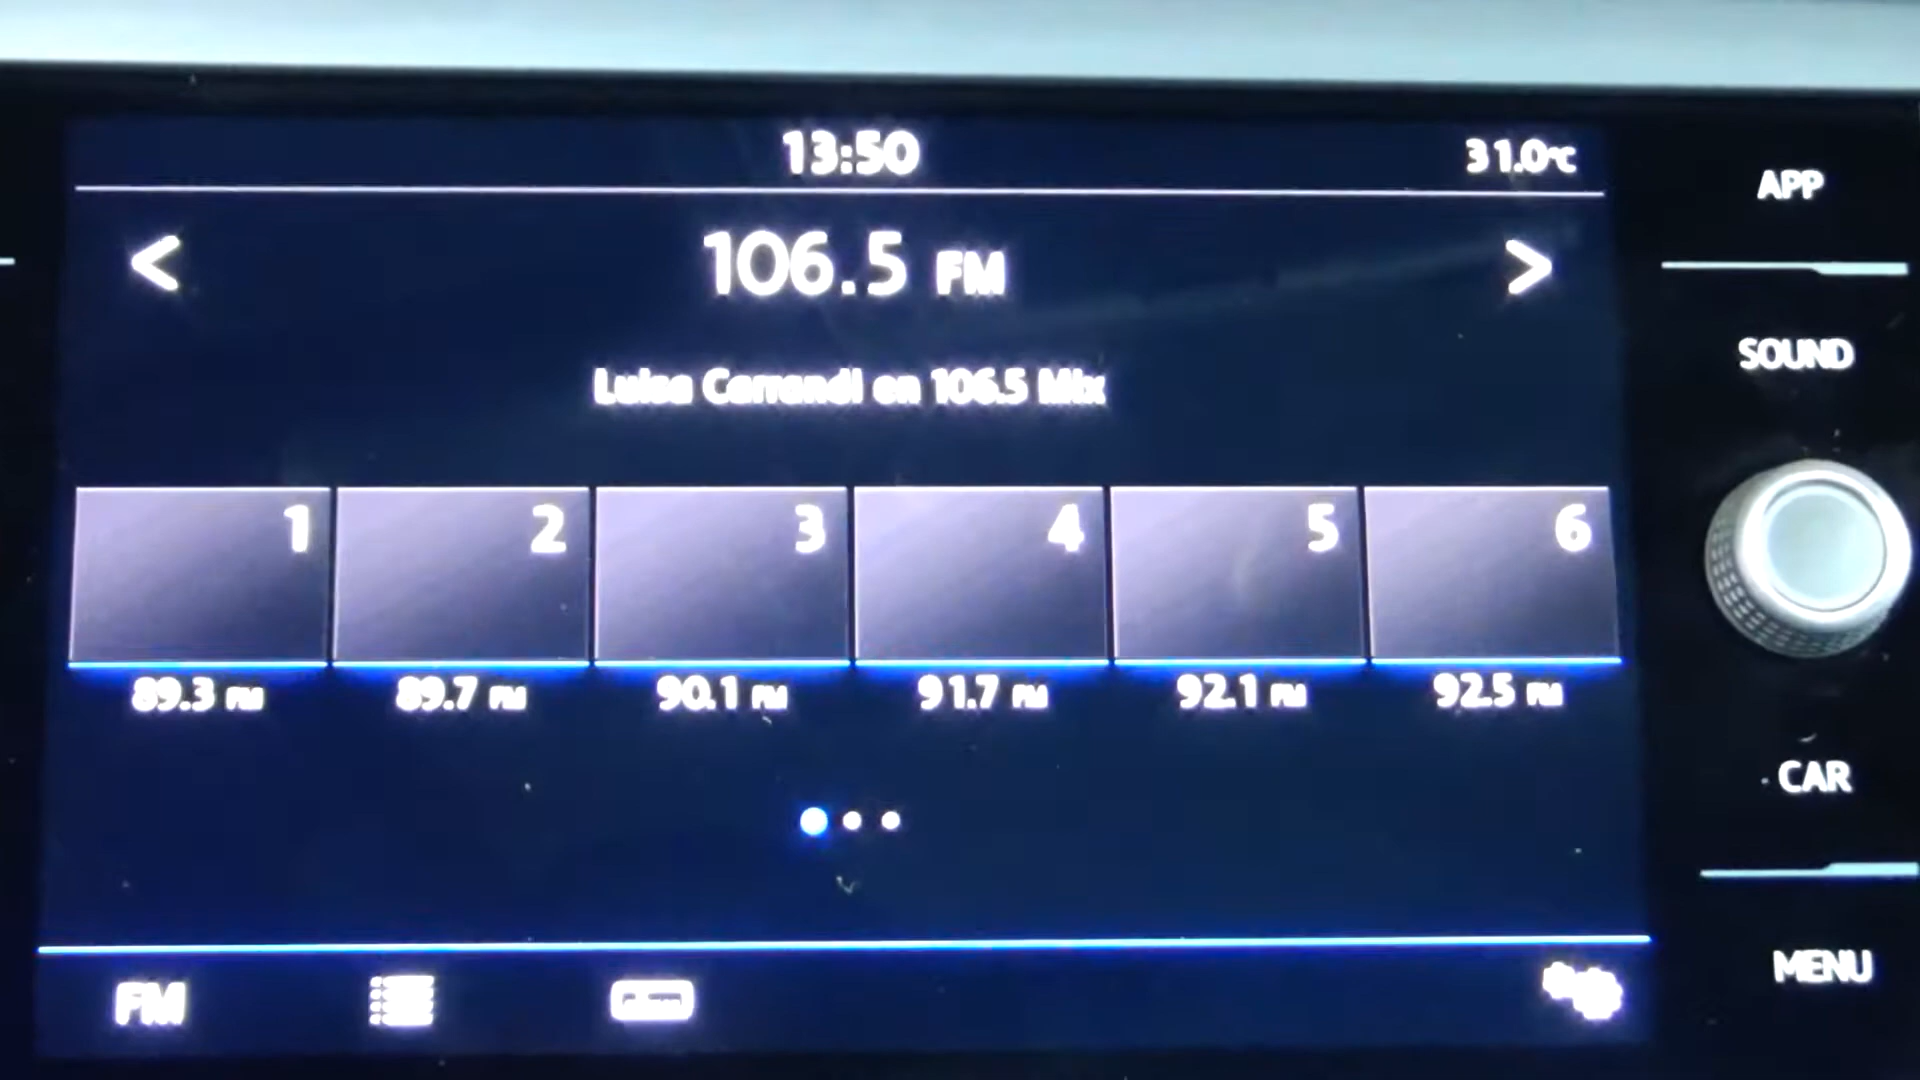 13:50
31.0°C
APP
<
106.5 FM
>
SOUND
Luisa Carrandi en 106.5 Mix
1
2
3
4
5
6
89.3 FM
89.7 FM
90.1 FM
91.7 FM
92.1 FM
92.5 FM
CAR
MENU
FM